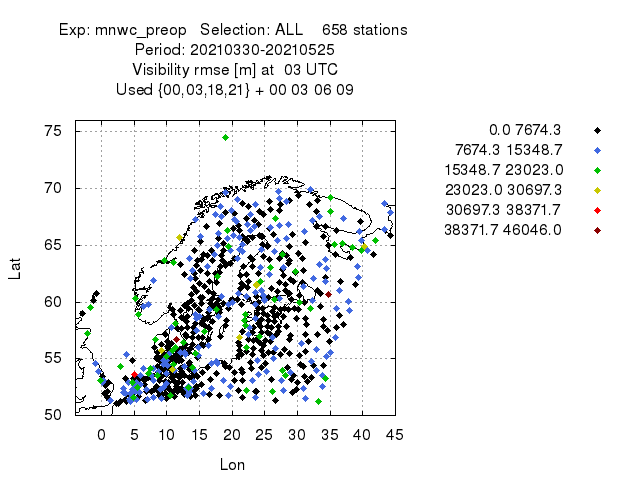 Exp: mnwc_preop Selection: ALL 658 stations
Period: 20210330-20210525
Visibility rmse [m] at 03 UTC
Used {00,03,18,21} + 00 03 06 09
0.0 7674.3
7674.3 15348.7
15348.7 23023.0
23023.0 30697.3
30697.3 38371.7
38371.7 46046.0
75
70
65
60
55
50
Lat
0 5 10 15 20 25 30 35 40 45
Lon